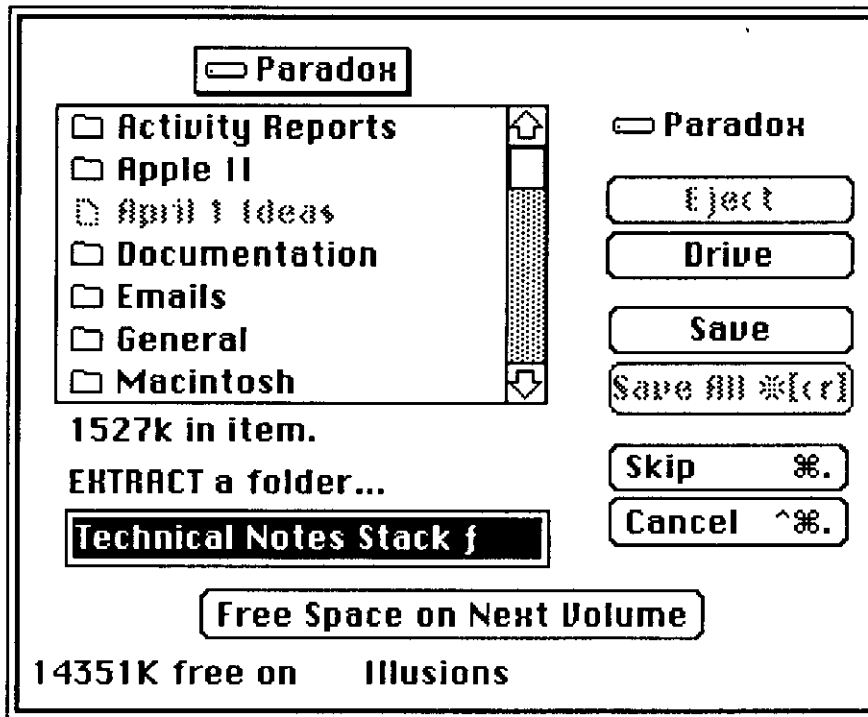 Paradox
Activity Reports
Apple II
April 1 Ideas
Documentation
Emails
General
Macintosh
1527k in item.
EXTRACT a folder...
Technical Notes Stack ƒ
Paradox
Eject
Drive
Save
Save All ⌘[cr]
Skip ⌘.
Cancel ^⌘.
Free Space on Next Volume
14351K free on Illusions